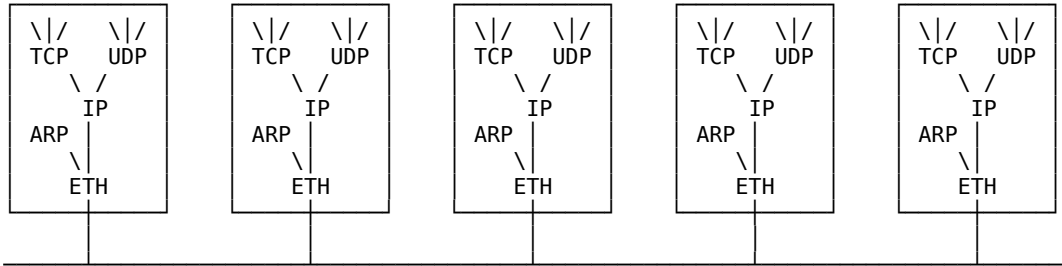 TCP UDP TCP UDP TCP UDP TCP UDP TCP UDP
IP IP IP IP IP
ARP ARP ARP ARP ARP
ETH ETH ETH ETH ETH